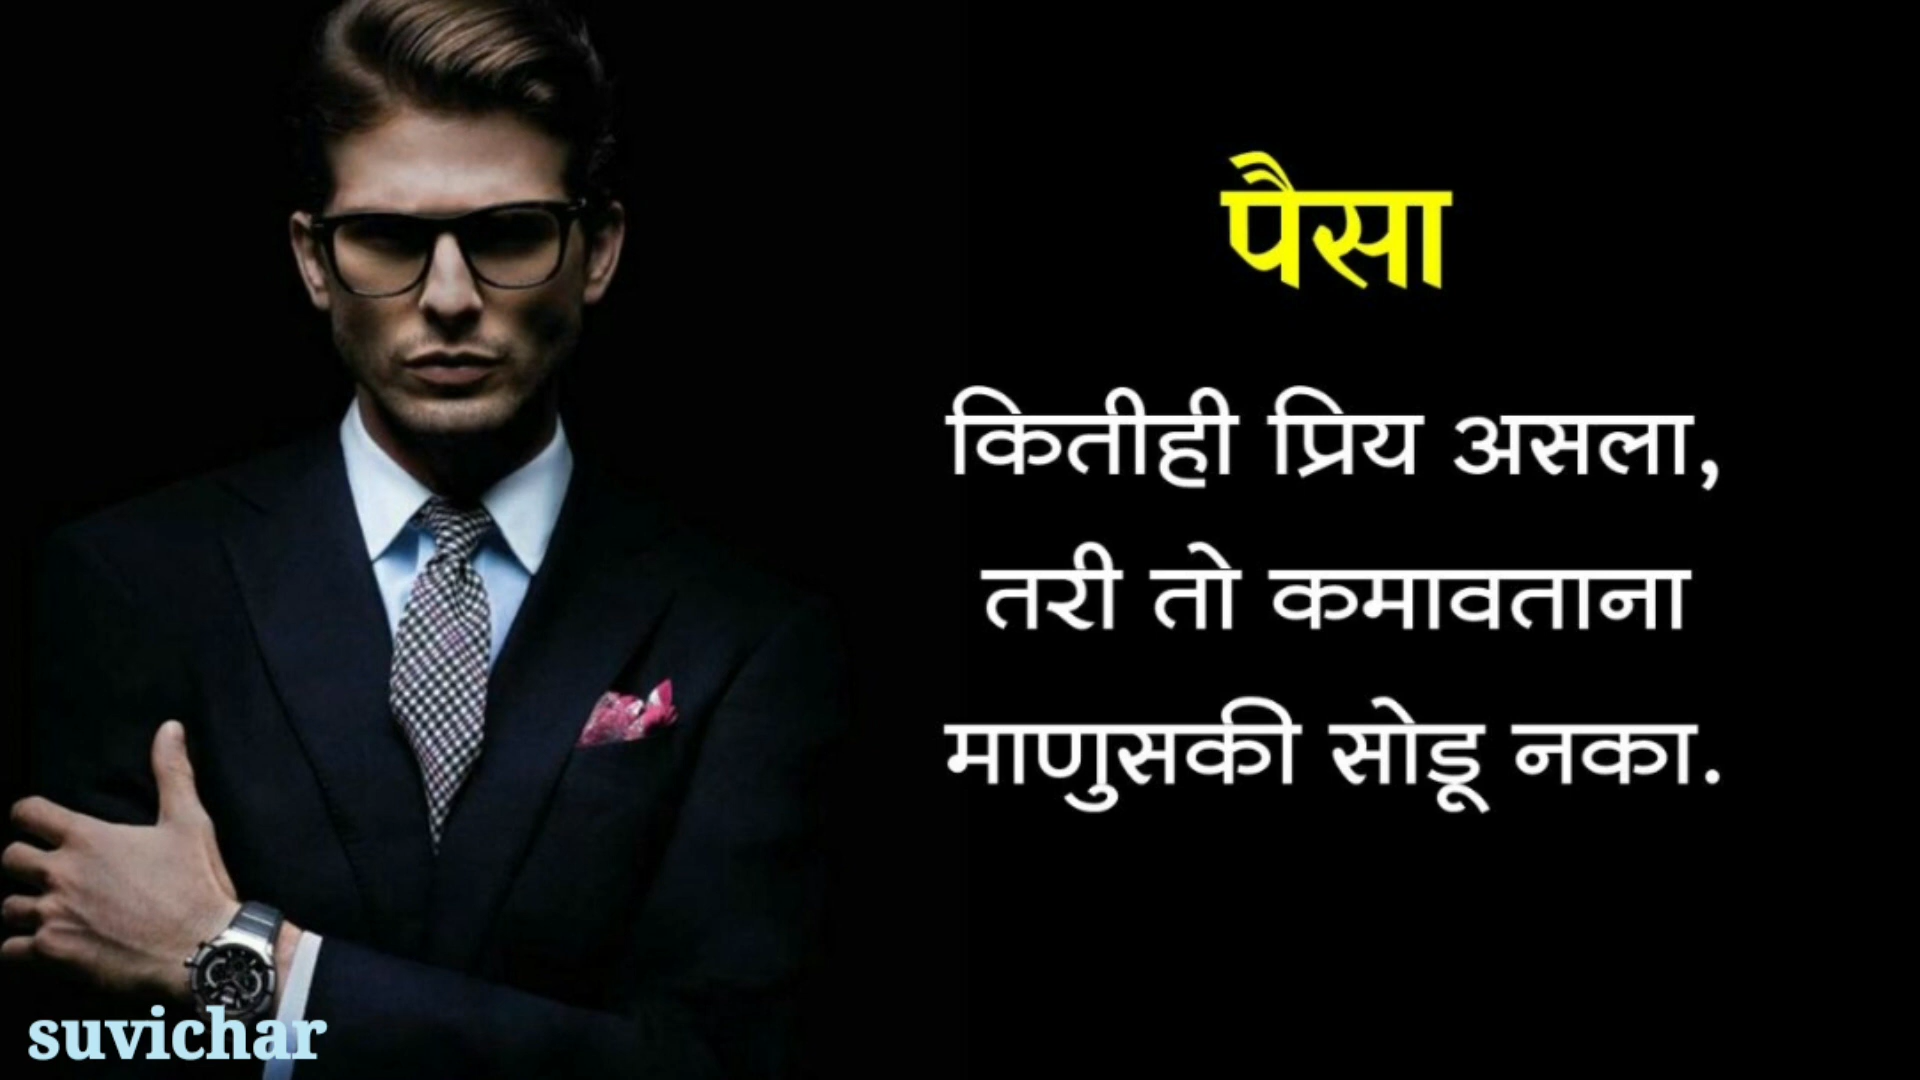 पैसा
कितीही प्रिय असला,
तरी तो कमावताना
माणुसकी सोडू नका.
suvichar